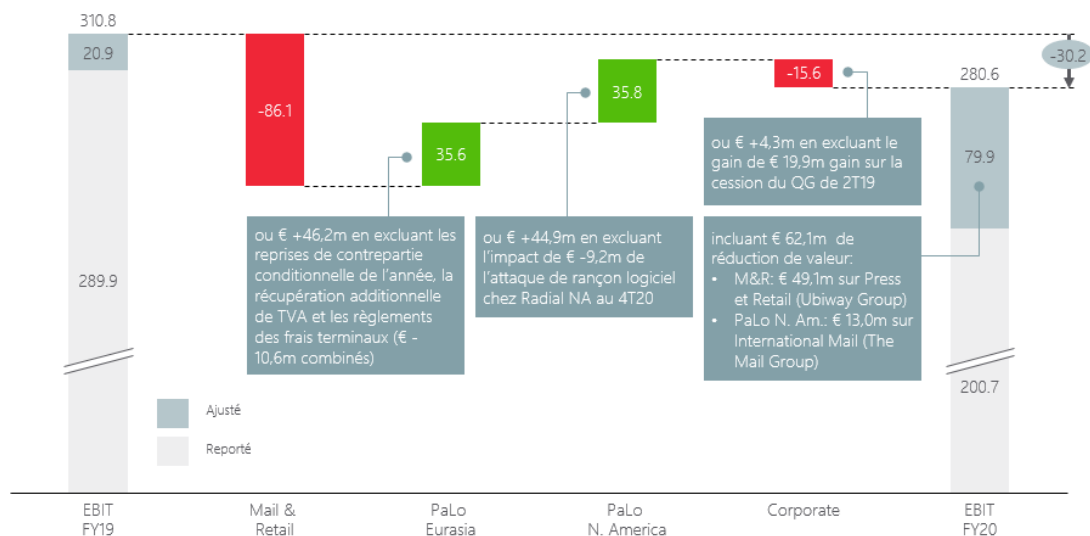 310.8
20.9
289.9
-86.1
35.6
35.8
-15.6
-30.2
280.6
79.9
200.7
ou € +46,2m en excluant les
reprises de contrepartie
conditionnelle de l'année, la
récupération additionnelle
de TVA et les règlements
des frais terminaux (€ -
10,6m combinés)
ou € +44,9m en excluant
l'impact de € -9,2m de
l'attaque de rançon logiciel
chez Radial NA au 4T20
ou € +4,3m en excluant le
gain de € 19,9m gain sur la
cession du QG de 2T19
incluant € 62,1m de
réduction de valeur:
• M&R: € 49,1m sur Press
et Retail (Ubiway Group)
• PaLo N. Am.: € 13,0m sur
International Mail (The
Mail Group)
Ajusté
Reporté
EBIT
FY19
Mail &
Retail
PaLo
Eurasia
PaLo
N. America
Corporate
EBIT
FY20